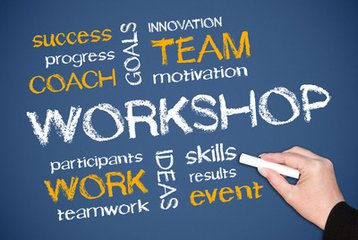 success
INNOVATION
progress
GOALS
TEAM
COACH
motivation
WORKSHOP
participants
IDEAS
skills
WORK
results
teamwork
event